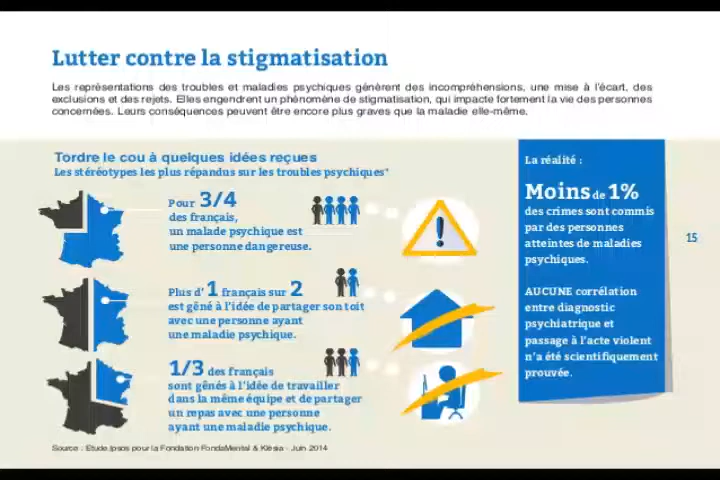 Lutter contre la stigmatisation
Les représentations des troubles et maladies psychiques génèrent des incompréhensions, une mise à l'écart, des
exclusions et des rejets. Elles engendrent un phénomène de stigmatisation, qui impacte fortement la vie des personnes
concernées. Leurs conséquences peuvent être encore plus graves que la maladie elle-même.
Tordre le cou à quelques idées reçues
Les stéréotypes les plus répandus sur les troubles psychiques*
Pour 3/4
des français,
un malade psychique est
une personne dangereuse.
!
Plus d' 1 français sur 2
est gêné à l'idée de partager son toit
avec une personne ayant
une maladie psychique.
1/3 des français
sont gênés à l'idée de travailler
dans la même équipe et de partager
un repas avec une personne
ayant une maladie psychique.
La réalité :
Moins de 1%
des crimes sont commis
par des personnes
atteintes de maladies
psychiques.
AUCUNE corrélation
entre diagnostic
psychiatrique et
passage à l'acte violent
n'a été scientifiquement
prouvée.
15
Source : Etude Ipsos pour la Fondation FondaMental & Klésia - Juin 2014